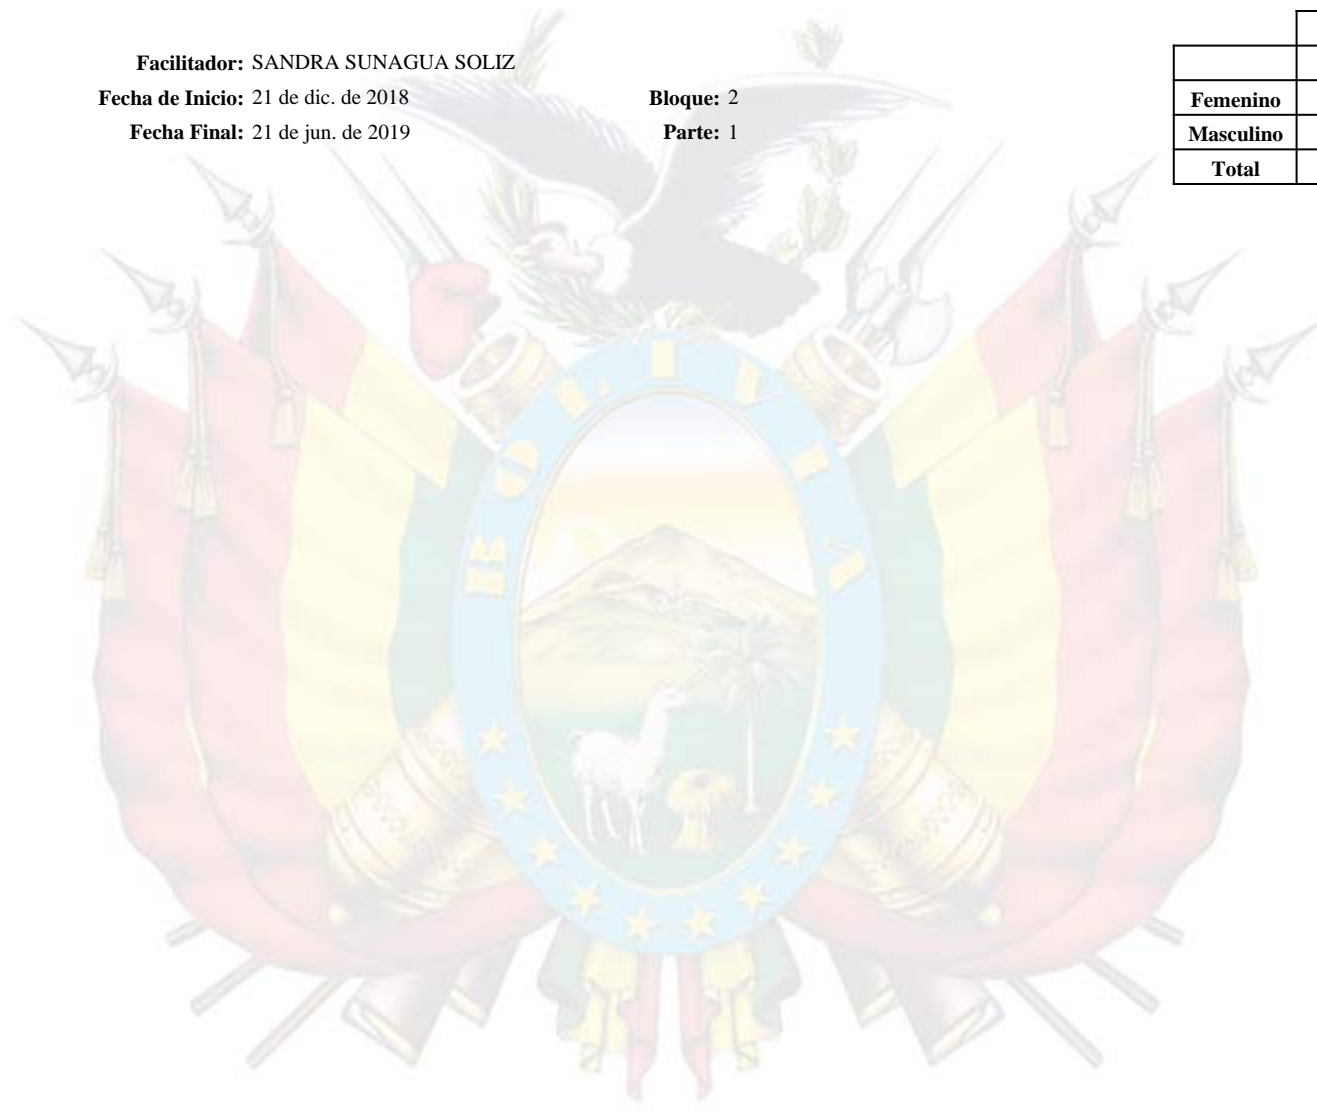 Facilitador: SANDRA SUNAGUA SOLIZ
Fecha de Inicio: 21 de dic. de 2018
Bloque: 2
Fecha Final: 21 de jun. de 2019
Parte: 1
Femenino
Masculino
Total
BOLIVIA